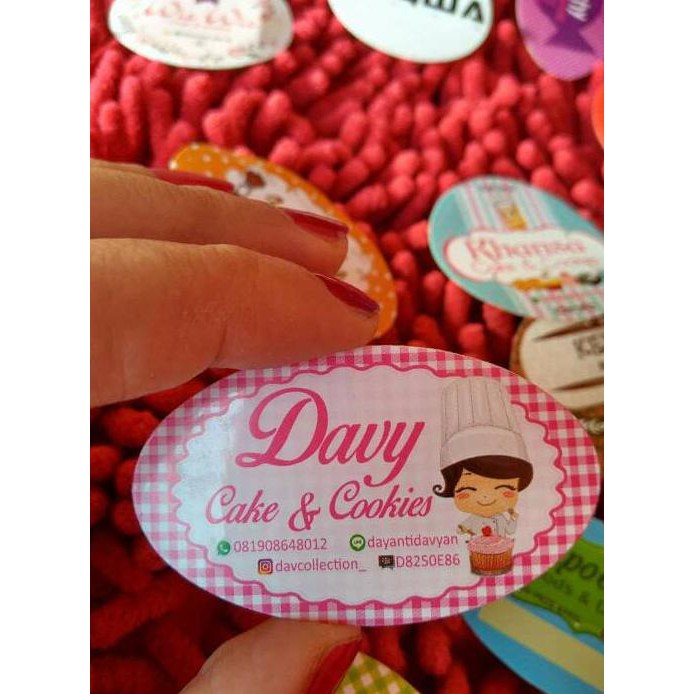 Davy
Cake & Cookies
081908648012 dayantidavyan
davcollection_ D8250E86
Khansa